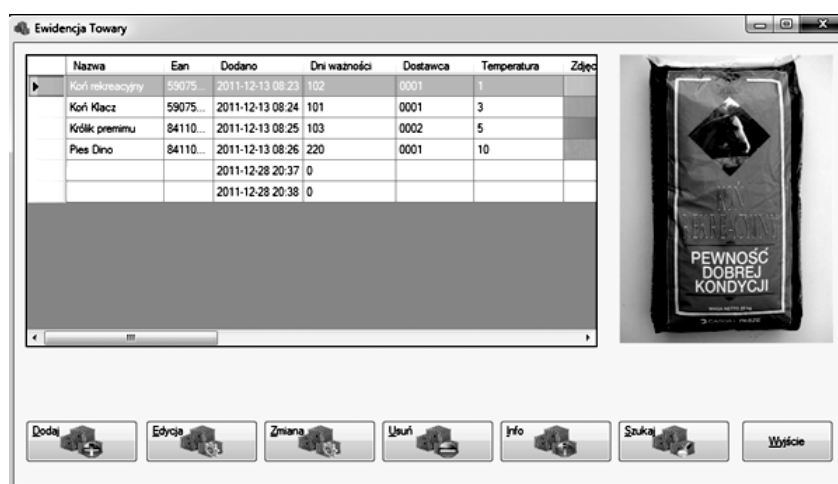 Ewidencja Towary
Nazwa Ean Dodano Dni ważności Dostawca Temperatura Zdjęc
Koń rekreacyjny 59075... 2011-12-13 08:23 102 0001 1
Koń Klacz 59075... 2011-12-13 08:24 101 0001 3
Królik premimu 84110... 2011-12-13 08:25 103 0002 5
Pies Dino 84110... 2011-12-13 08:26 220 0001 10
2011-12-28 20:37 0
2011-12-28 20:38 0
KOŃ
REKREACYJNY
PEWNOŚĆ
DOBREJ
KONDYCJI
Dodaj Edycja Zmiana Usuń Info Szukaj Wyjście